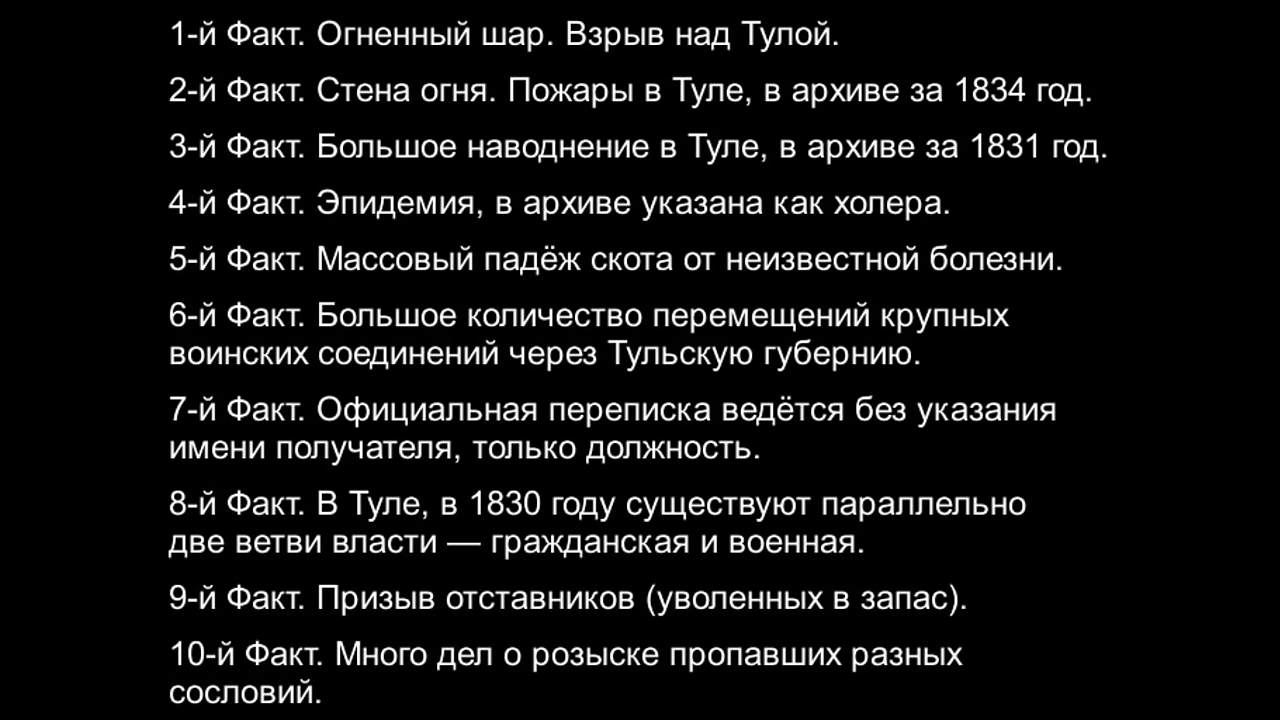 1-й Факт. Огненный шар. Взрыв над Тулой.
2-й Факт. Стена огня. Пожары в Туле, в архиве за 1834 год.
3-й Факт. Большое наводнение в Туле, в архиве за 1831 год.
4-й Факт. Эпидемия, в архиве указана как холера.
5-й Факт. Массовый падёж скота от неизвестной болезни.
6-й Факт. Большое количество перемещений крупных
воинских соединений через Тульскую губернию.
7-й Факт. Официальная переписка ведётся без указания
имени получателя, только должность.
8-й Факт. В Туле, в 1830 году существуют параллельно
две ветви власти — гражданская и военная.
9-й Факт. Призыв отставников (уволенных в запас).
10-й Факт. Много дел о розыске пропавших разных
сословий.